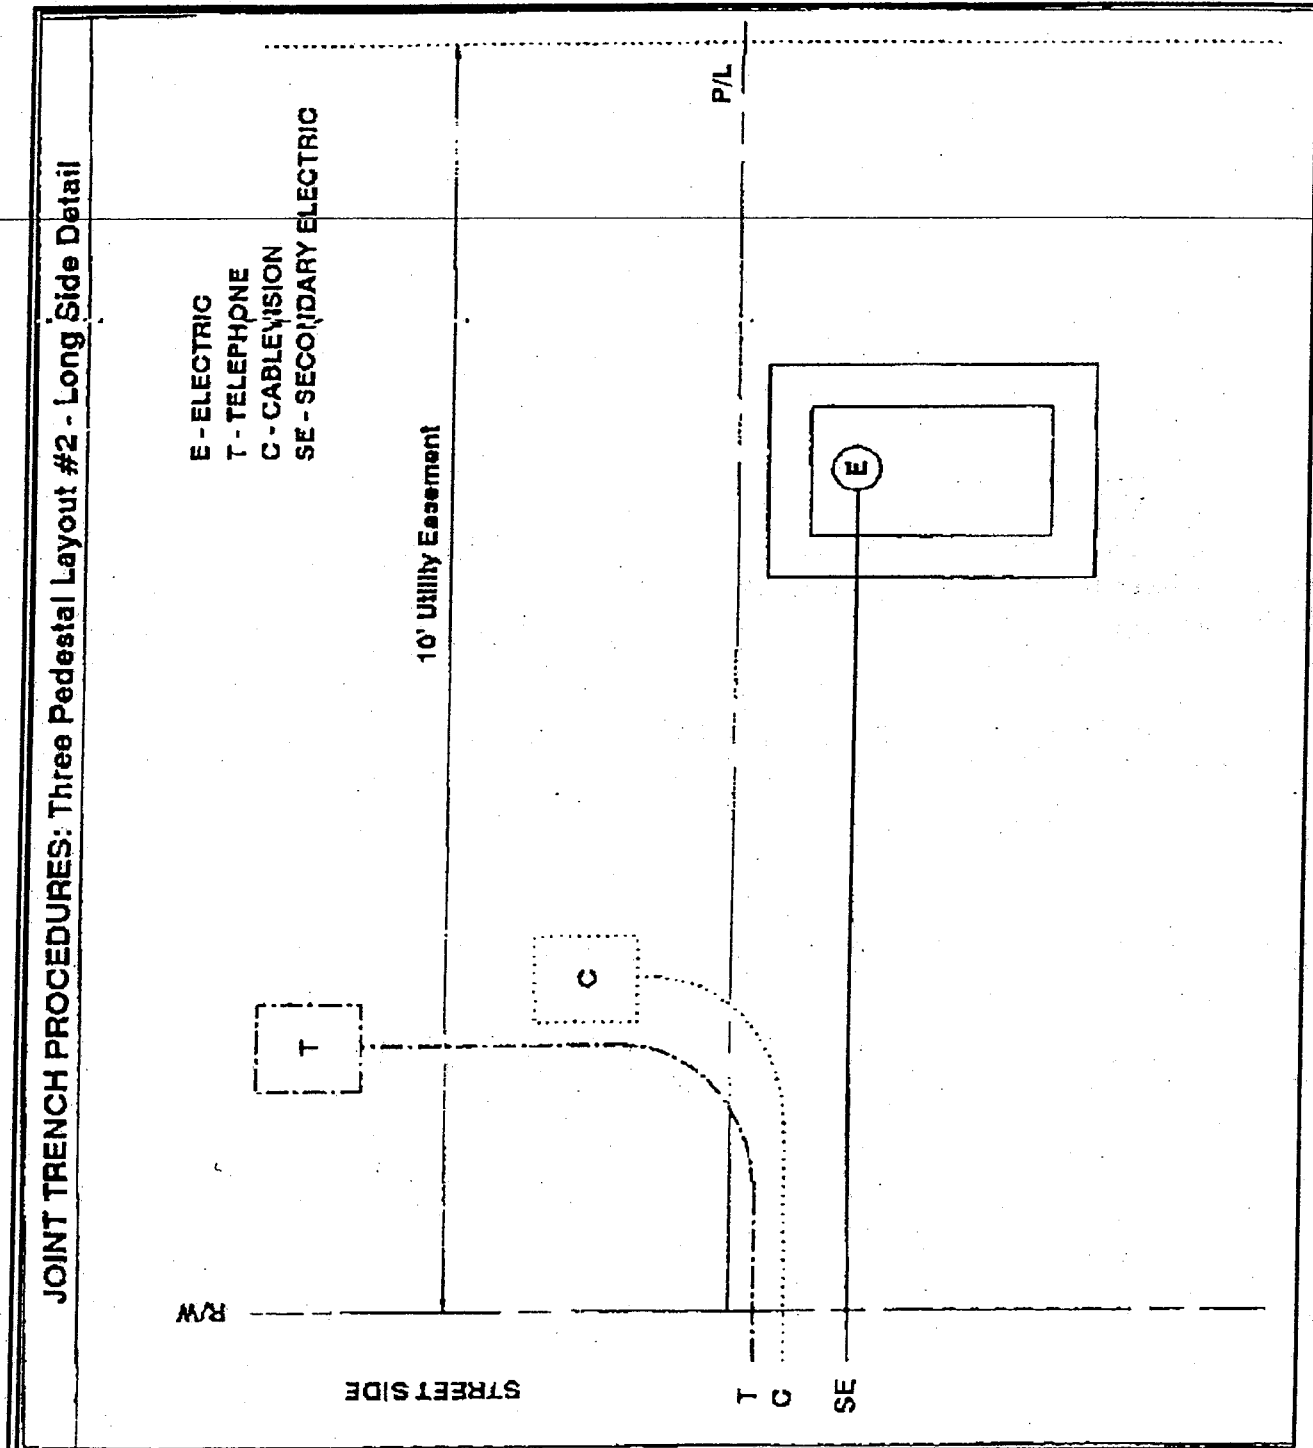 JOINT TRENCH PROCEDURES: Three Pedestal Layout #2 - Long Side Detail
E - ELECTRIC
T - TELEPHONE
C - CABLEVISION
SE - SECONDARY ELECTRIC
10' Utility Easement
P/L
E
T
C
R/W
STREET SIDE
T
C
SE